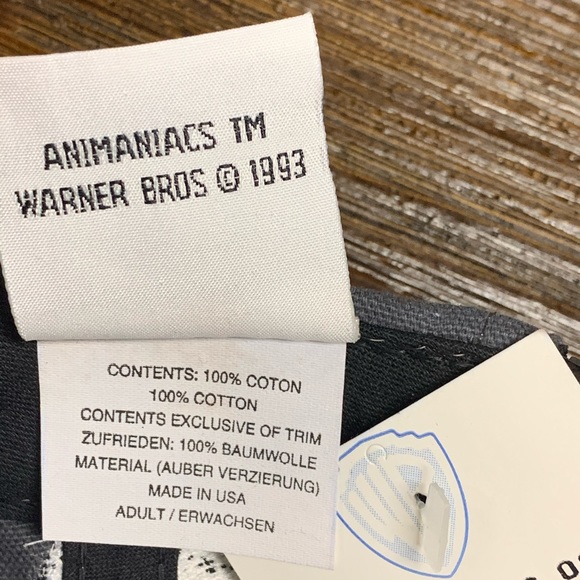 ANIMANIACS TM
WARNER BROS © 1993
CONTENTS: 100% COTON
100% COTTON
CONTENTS EXCLUSIVE OF TRIM
ZUFRIEDEN: 100% BAUMWOLLE
MATERIAL (AUBER VERZIERUNG)
MADE IN USA
ADULT / ERWACHSEN